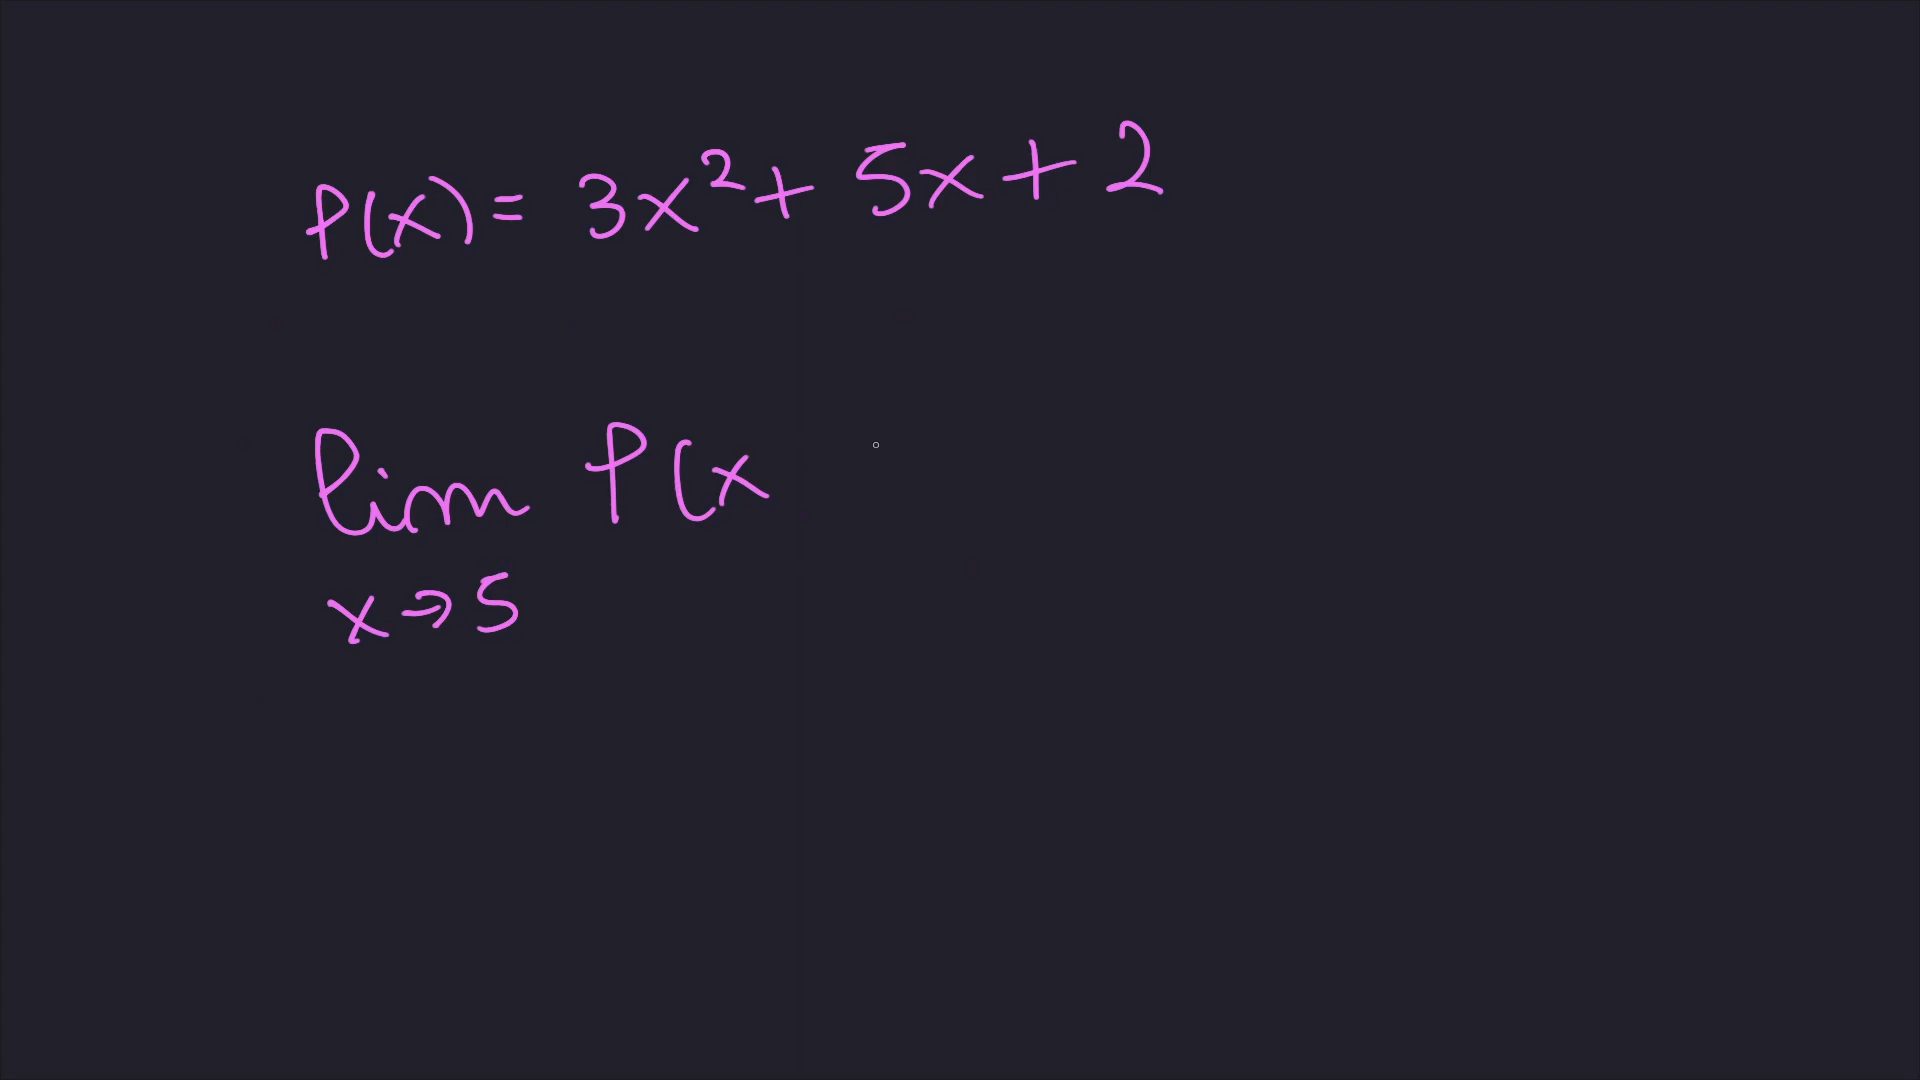 P(x) = 3x² + 5x + 2
lim P(x
x→5